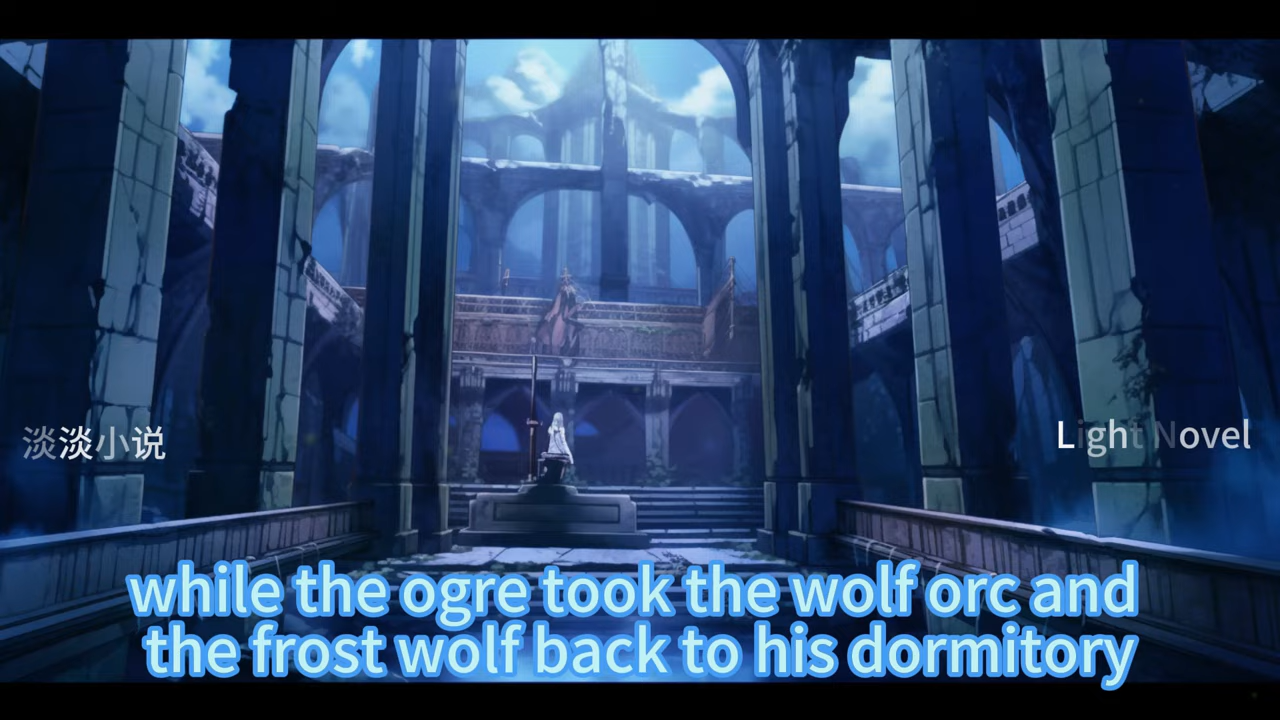 淡淡小说
Light Novel
while the ogre took the wolf orc and
the frost wolf back to his dormitory